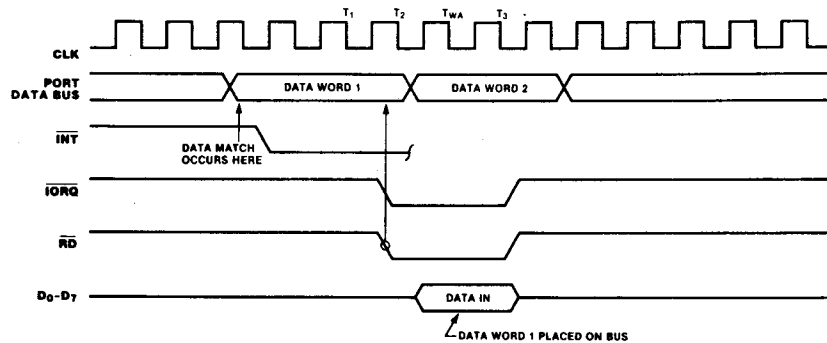 T1 T2 TWA T3
CLK
PORT
DATA BUS
DATA WORD 1
DATA WORD 2
INT
DATA MATCH
OCCURS HERE
IORQ
RD
D0-D7
DATA IN
DATA WORD 1 PLACED ON BUS